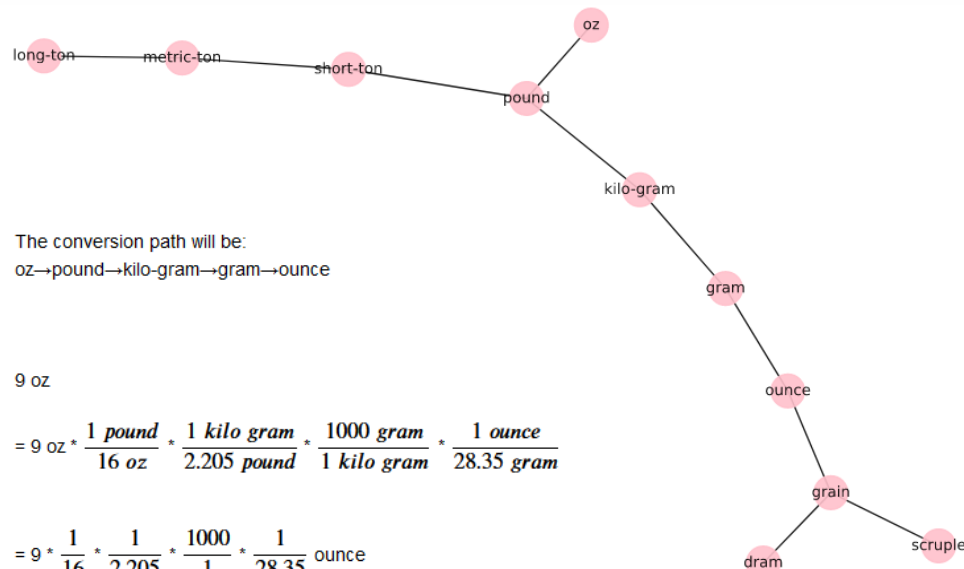 oz
long-ton metric-ton short-ton
pound
kilo-gram
The conversion path will be:
oz→pound→kilo-gram→gram→ounce
gram
9 oz
ounce
= 9 oz * 1 pound / 16 oz * 1 kilo gram / 2.205 pound * 1000 gram / 1 kilo gram * 1 ounce / 28.35 gram
grain
scruple
= 9 * 1 / 16 * 1 / 2.205 * 1000 / 1 * 1 / 28.35 ounce
dram